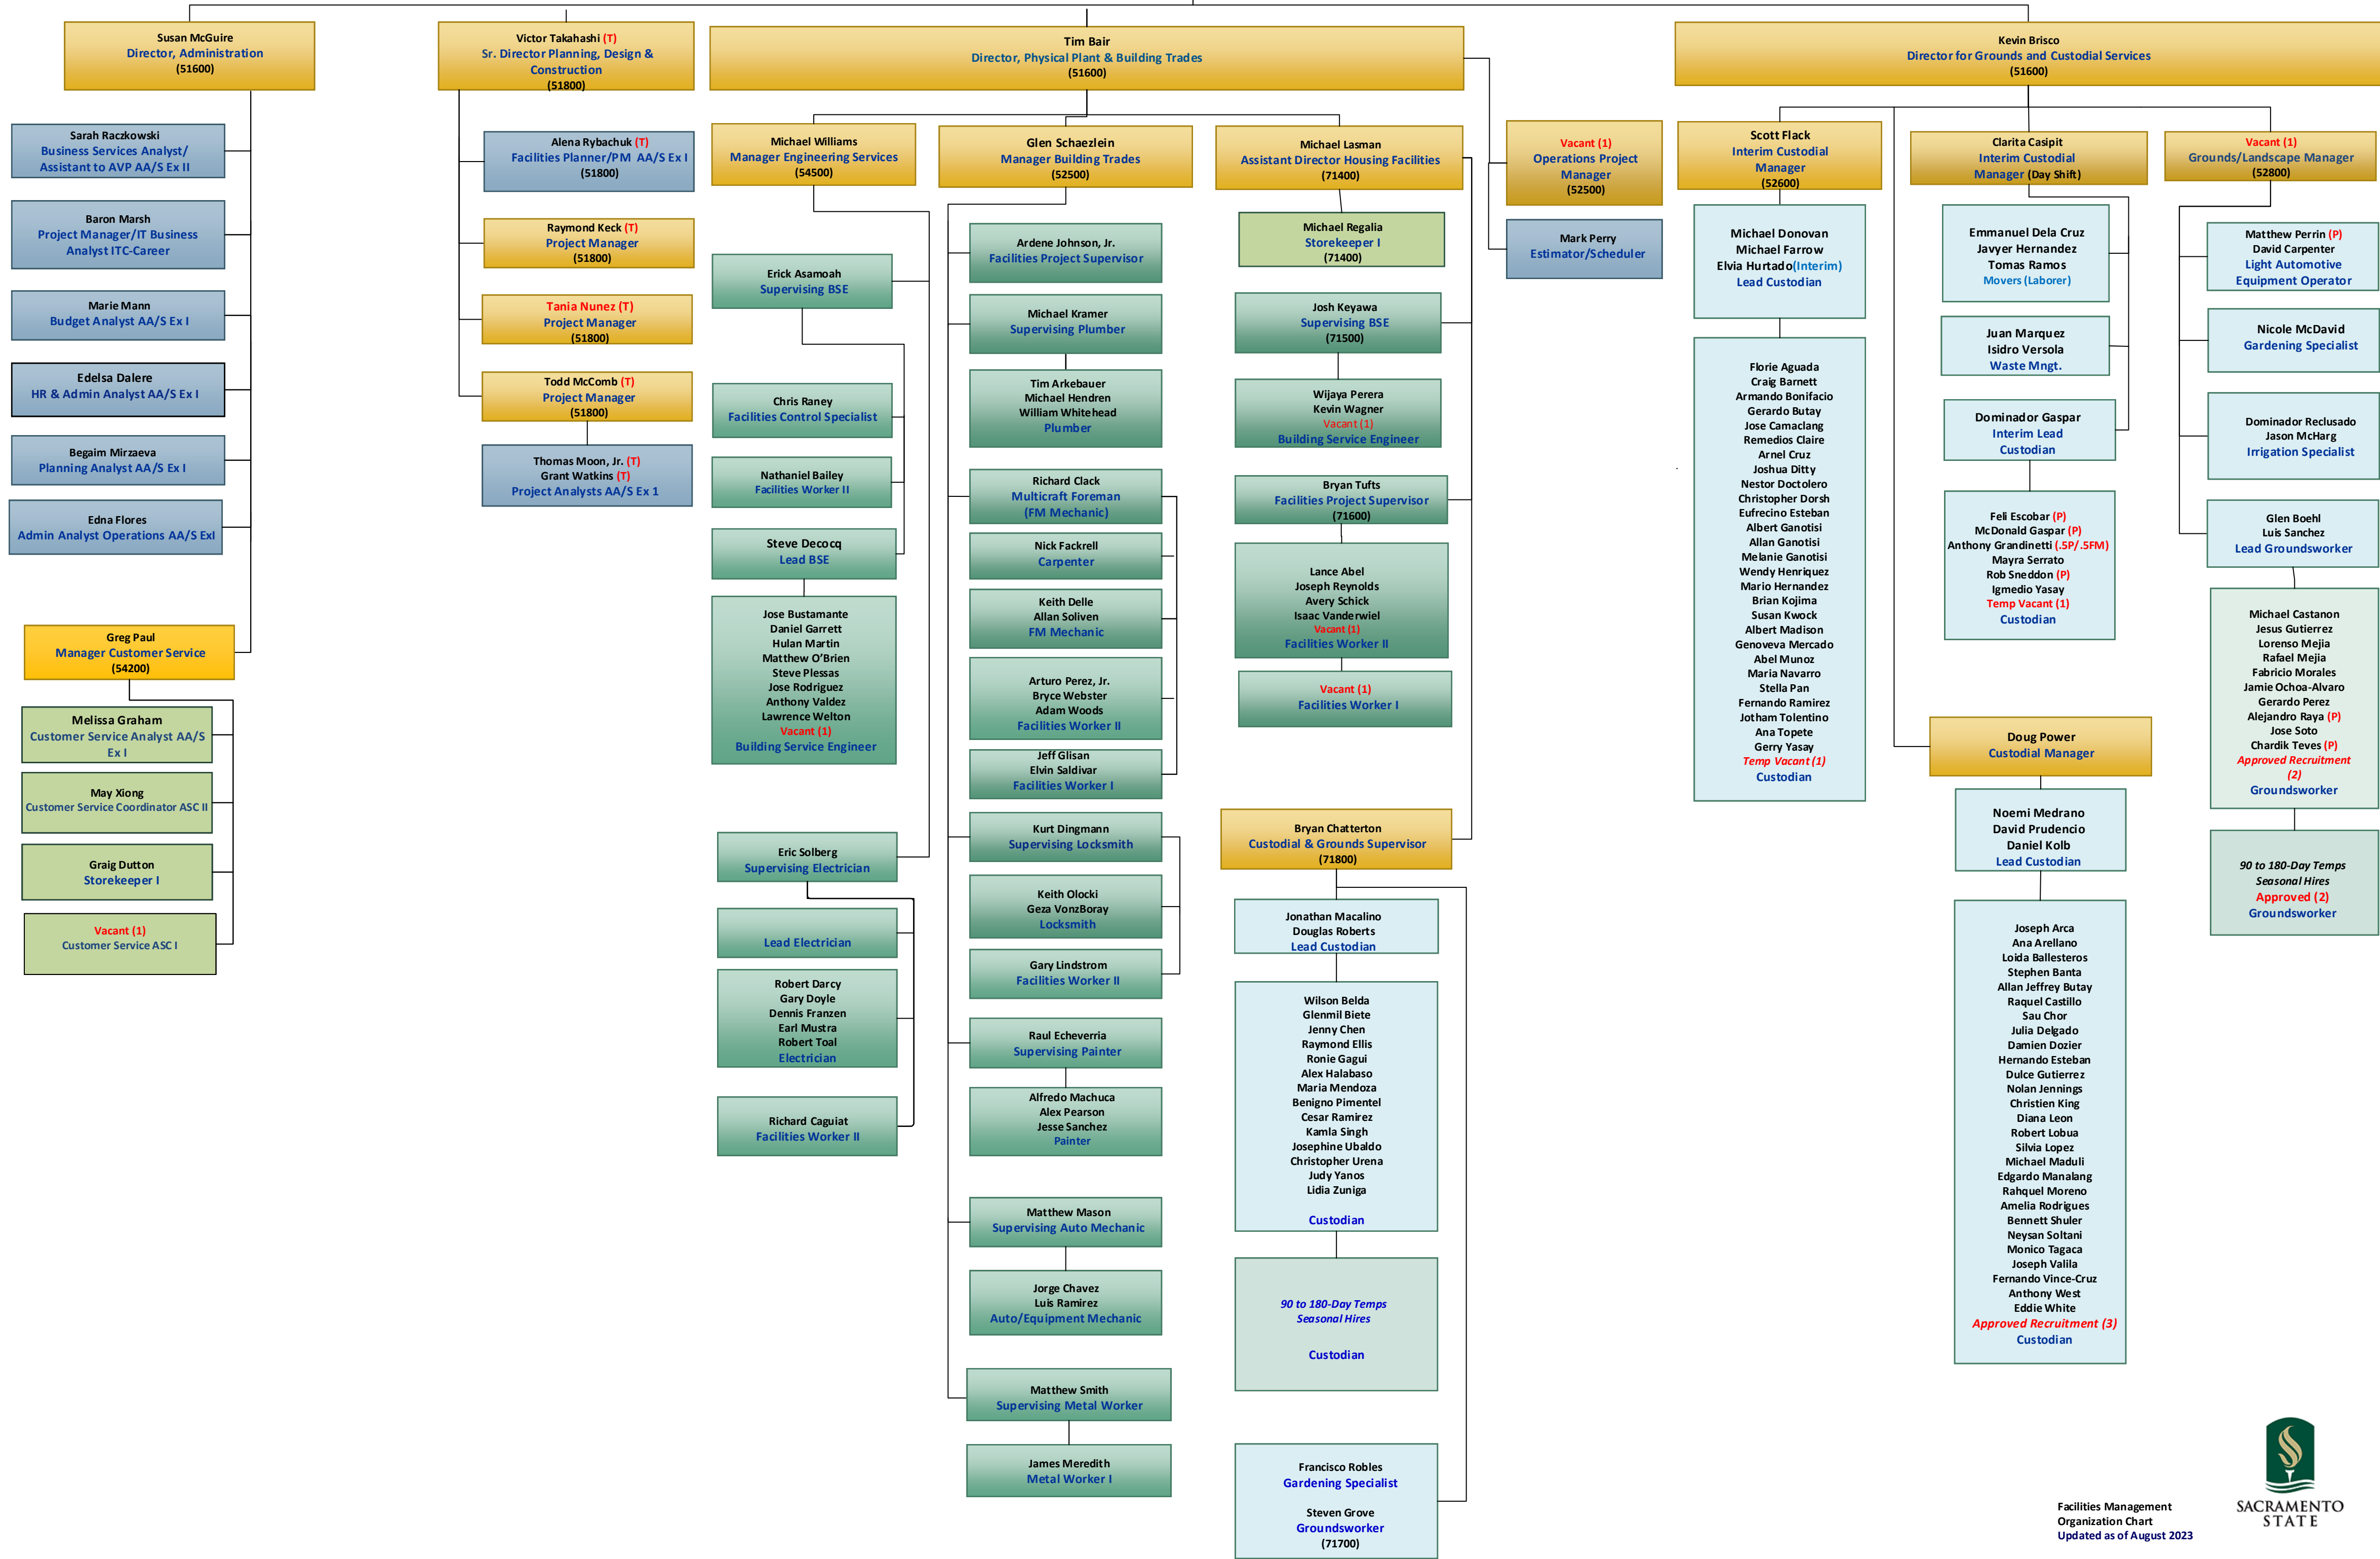 Susan McGuire
Director, Administration
(51600)
Sarah Raczkowski
Business Services Analyst/
Assistant to AVP AA/S Ex II
Baron Marsh
Project Manager/IT Business
Analyst ITC-Career
Marie Mann
Budget Analyst AA/S Ex I
Edelsa Dalere
HR & Admin Analyst AA/S Ex I
Begaim Mirzaeva
Planning Analyst AA/S Ex I
Edna Flores
Admin Analyst Operations AA/S ExI
Greg Paul
Manager Customer Service
(54200)
Melissa Graham
Customer Service Analyst AA/S
Ex I
May Xiong
Customer Service Coordinator ASC II
Graig Dutton
Storekeeper I
Vacant (1)
Customer Service ASC I
Victor Takahashi (T)
Sr. Director Planning, Design &
Construction
(51800)
Alena Rybachuk (T)
Facilities Planner/PM AA/S Ex I
(51800)
Raymond Keck (T)
Project Manager
(51800)
Tania Nunez (T)
Project Manager
(51800)
Todd McComb (T)
Project Manager
(51800)
Thomas Moon, Jr. (T)
Grant Watkins (T)
Project Analysts AA/S Ex 1
Tim Bair
Director, Physical Plant & Building Trades
(51600)
Michael Williams
Manager Engineering Services
(54500)
Erick Asamoah
Supervising BSE
Chris Raney
Facilities Control Specialist
Nathaniel Bailey
Facilities Worker II
Steve Decocq
Lead BSE
Jose Bustamante
Daniel Garrett
Hulan Martin
Matthew O’Brien
Steve Plessas
Jose Rodriguez
Anthony Valdez
Lawrence Welton
Vacant (1)
Building Service Engineer
Eric Solberg
Supervising Electrician
Lead Electrician
Robert Darcy
Gary Doyle
Dennis Franzen
Earl Mustra
Robert Toal
Electrician
Richard Caguiat
Facilities Worker II
Glen Schaezlein
Manager Building Trades
(52500)
Ardene Johnson, Jr.
Facilities Project Supervisor
Michael Kramer
Supervising Plumber
Tim Arkebauer
Michael Hendren
William Whitehead
Plumber
Richard Clack
Multicraft Foreman
(FM Mechanic)
Nick Fackrell
Carpenter
Keith Delle
Allan Soliven
FM Mechanic
Arturo Perez, Jr.
Bryce Webster
Adam Woods
Facilities Worker II
Jeff Glisan
Elvin Saldivar
Facilities Worker I
Kurt Dingmann
Supervising Locksmith
Keith Olocki
Geza VonzBoray
Locksmith
Gary Lindstrom
Facilities Worker II
Raul Echeverria
Supervising Painter
Alfredo Machuca
Alex Pearson
Jesse Sanchez
Painter
Matthew Mason
Supervising Auto Mechanic
Jorge Chavez
Luis Ramirez
Auto/Equipment Mechanic
Matthew Smith
Supervising Metal Worker
James Meredith
Metal Worker I
Michael Lasman
Assistant Director Housing Facilities
(71400)
Michael Regalia
Storekeeper I
(71400)
Josh Keyawa
Supervising BSE
(71500)
Wijaya Perera
Kevin Wagner
Vacant (1)
Building Service Engineer
Bryan Tufts
Facilities Project Supervisor
(71600)
Lance Abel
Joseph Reynolds
Avery Schick
Isaac Vanderwiel
Vacant (1)
Facilities Worker II
Vacant (1)
Facilities Worker I
Bryan Chatterton
Custodial & Grounds Supervisor
(71800)
Jonathan Macalino
Douglas Roberts
Lead Custodian
Wilson Belda
Glenmil Biete
Jenny Chen
Raymond Ellis
Ronie Gagui
Alex Halabaso
Maria Mendoza
Benigno Pimentel
Cesar Ramirez
Kamla Singh
Josephine Ubaldo
Christopher Urena
Judy Yanos
Lidia Zuniga
Custodian
90 to 180-Day Temps
Seasonal Hires
Custodian
Francisco Robles
Gardening Specialist
Steven Grove
Groundsworker
(71700)
Vacant (1)
Operations Project
Manager
(52500)
Mark Perry
Estimator/Scheduler
Kevin Brisco
Director for Grounds and Custodial Services
(51600)
Scott Flack
Interim Custodial
Manager
(52600)
Michael Donovan
Michael Farrow
Elvia Hurtado(Interim)
Lead Custodian
Florie Aguada
Craig Barnett
Armando Bonifacio
Gerardo Butay
Jose Camaclang
Remedios Claire
Arnel Cruz
Joshua Ditty
Nestor Doctolero
Christopher Dorsh
Eufrecino Esteban
Albert Ganotisi
Allan Ganotisi
Melanie Ganotisi
Wendy Henriquez
Mario Hernandez
Brian Kojima
Susan Kwock
Albert Madison
Genoveva Mercado
Abel Munoz
Maria Navarro
Stella Pan
Fernando Ramirez
Jotham Tolentino
Ana Topete
Gerry Yasay
Temp Vacant (1)
Custodian
Clarita Casipit
Interim Custodial
Manager (Day Shift)
Emmanuel Dela Cruz
Javyer Hernandez
Tomas Ramos
Movers (Laborer)
Juan Marquez
Isidro Versola
Waste Mngt.
Dominador Gaspar
Interim Lead
Custodian
Feli Escobar (P)
McDonald Gaspar (P)
Anthony Grandinetti (.5P/.5FM)
Mayra Serrato
Rob Sneddon (P)
Igmedio Yasay
Temp Vacant (1)
Custodian
Doug Power
Custodial Manager
Noemi Medrano
David Prudencio
Daniel Kolb
Lead Custodian
Joseph Arca
Ana Arellano
Loida Ballesteros
Stephen Banta
Allan Jeffrey Butay
Raquel Castillo
Sau Chor
Julia Delgado
Damien Dozier
Hernando Esteban
Dulce Gutierrez
Nolan Jennings
Christien King
Diana Leon
Robert Lobua
Silvia Lopez
Michael Maduli
Edgardo Manalang
Rahquel Moreno
Amelia Rodrigues
Bennett Shuler
Neysan Soltani
Monico Tagaca
Joseph Valila
Fernando Vince-Cruz
Anthony West
Eddie White
Approved Recruitment (3)
Custodian
Vacant (1)
Grounds/Landscape Manager
(52800)
Matthew Perrin (P)
David Carpenter
Light Automotive
Equipment Operator
Nicole McDavid
Gardening Specialist
Dominador Reclusado
Jason McHarg
Irrigation Specialist
Glen Boehl
Luis Sanchez
Lead Groundsworker
Michael Castanon
Jesus Gutierrez
Lorenso Mejia
Rafael Mejia
Fabricio Morales
Jamie Ochoa-Alvaro
Gerardo Perez
Alejandro Raya (P)
Jose Soto
Chardik Teves (P)
Approved Recruitment
(2)
Groundsworker
90 to 180-Day Temps
Seasonal Hires
Approved (2)
Groundsworker
Facilities Management
Organization Chart
Updated as of August 2023
SACRAMENTO
STATE